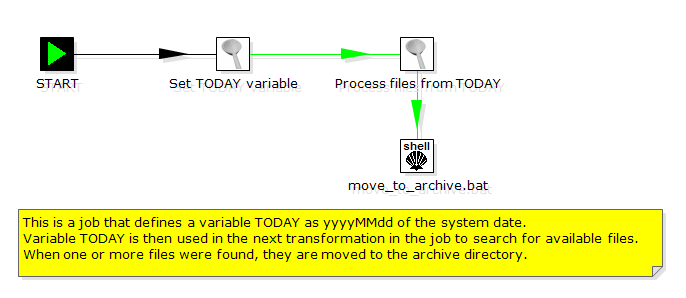 START
Set TODAY variable
Process files from TODAY
shell
move_to_archive.bat
This is a job that defines a variable TODAY as yyyyMMdd of the system date.
Variable TODAY is then used in the next transformation in the job to search for available files.
When one or more files were found, they are moved to the archive directory.